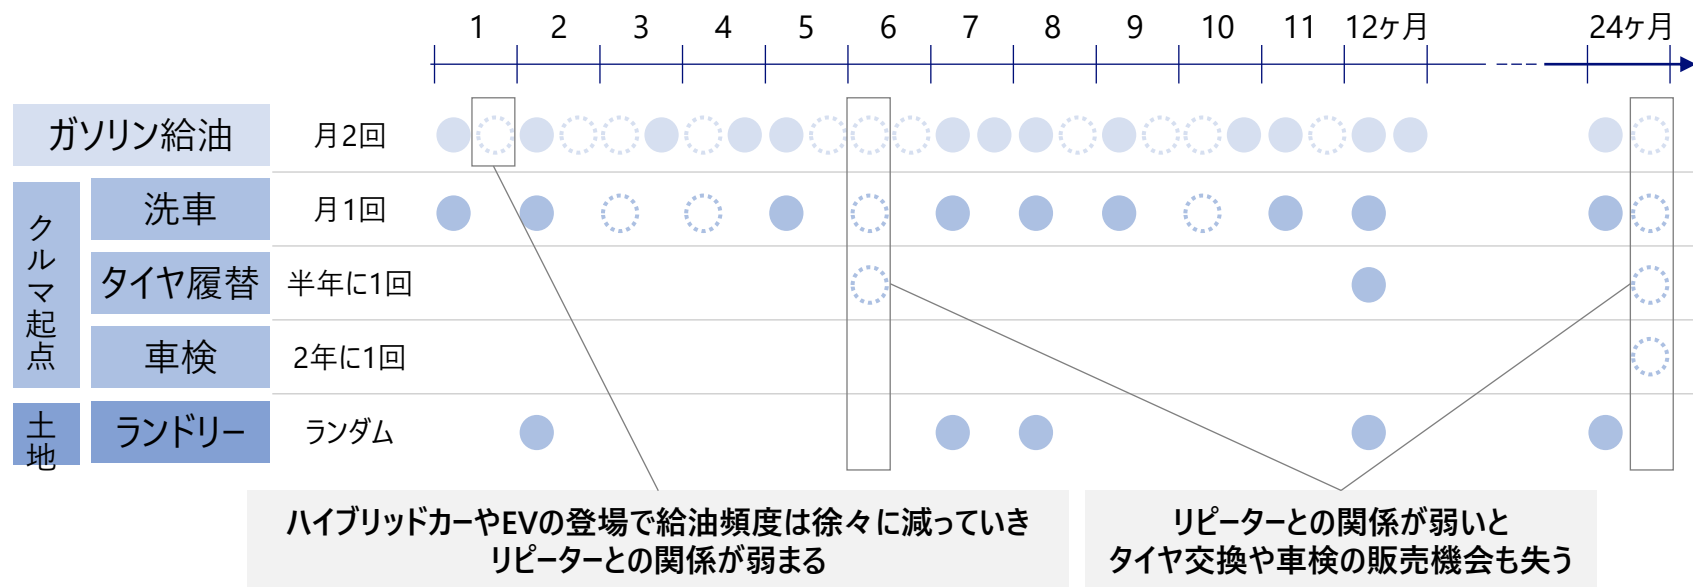 1 2 3 4 5 6 7 8 9 10 11 12ヶ月 24ヶ月
ガソリン給油 月2回
クルマ起点
洗車 月1回
タイヤ履替 半年に1回
車検 2年に1回
土地
ランドリー ランダム
ハイブリッドカーやEVの登場で給油頻度は徐々に減っていき
リピーターとの関係が弱まる
リピーターとの関係が弱いと
タイヤ交換や車検の販売機会も失う